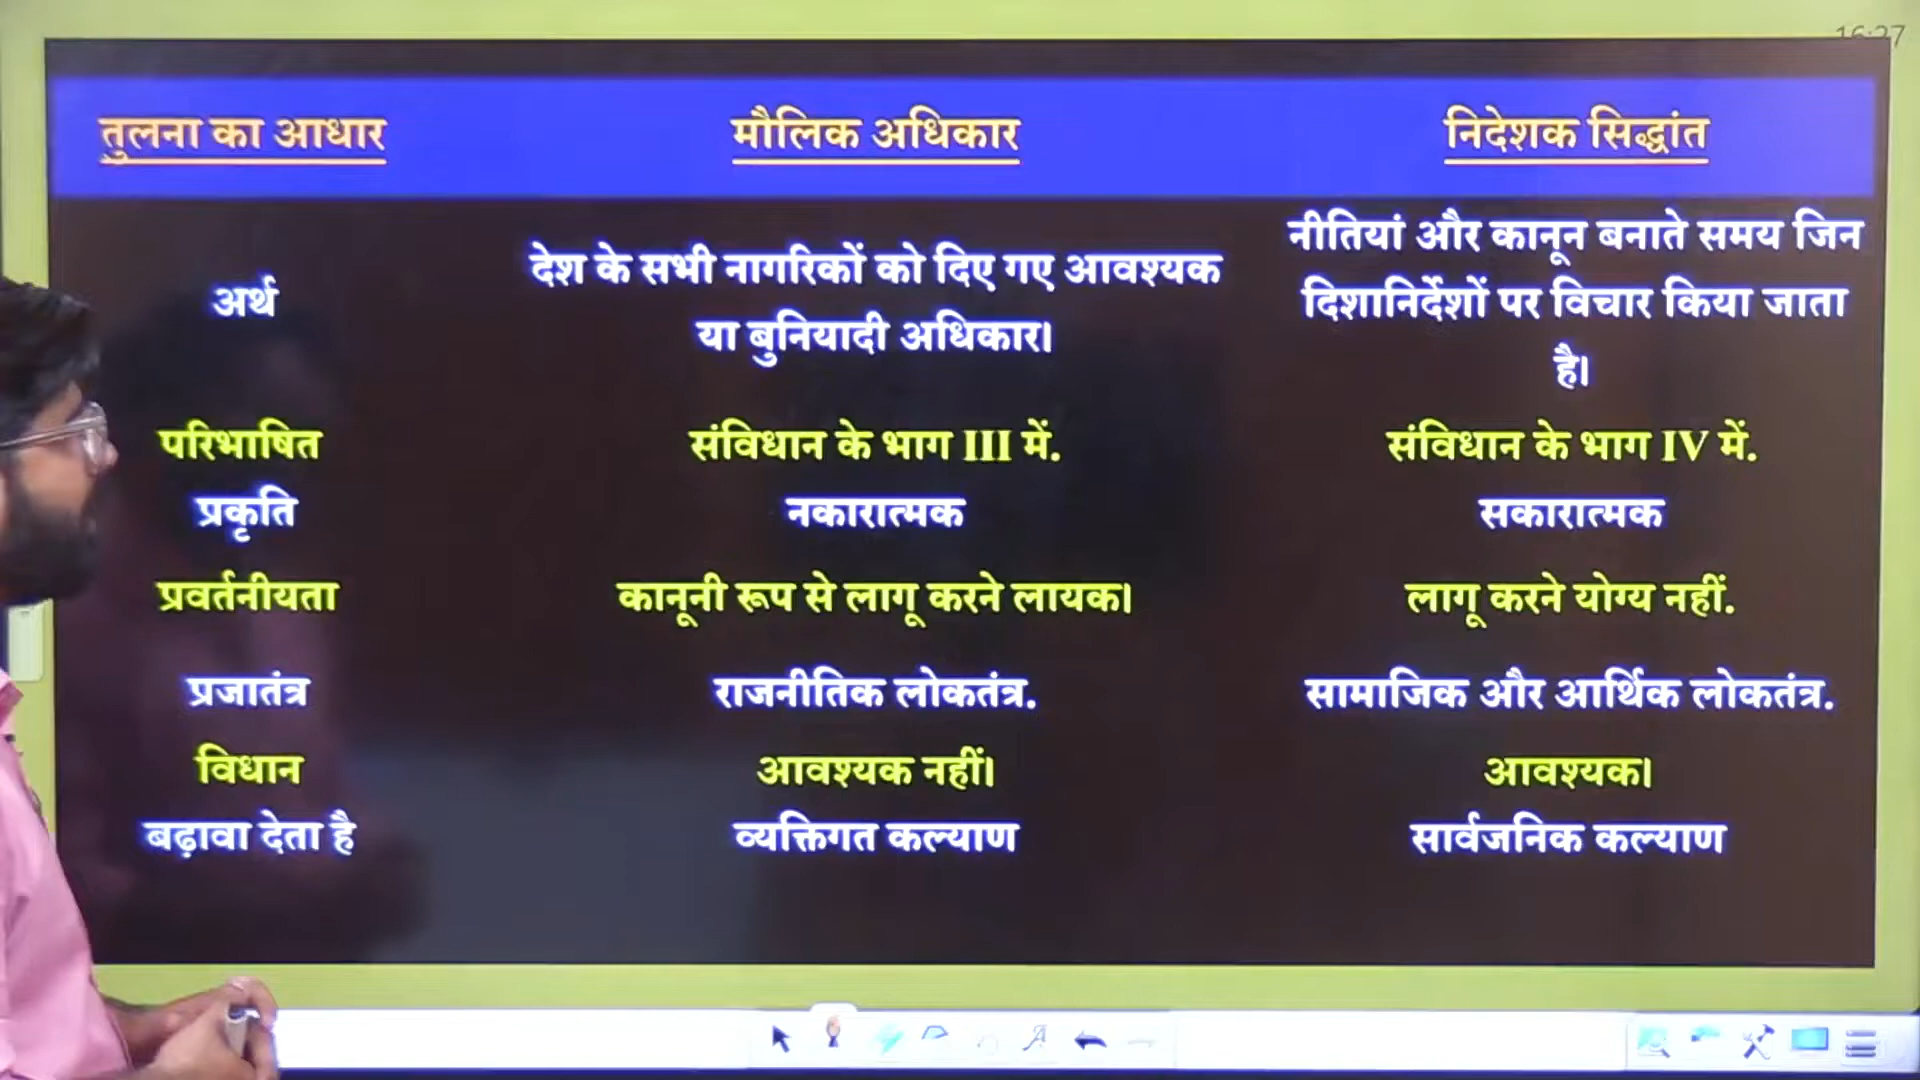 16:27
तुलना का आधार मौलिक अधिकार निदेशक सिद्धांत
अर्थ
देश के सभी नागरिकों को दिए गए आवश्यक
या बुनियादी अधिकार।
नीतियां और कानून बनाते समय जिन
दिशानिर्देशों पर विचार किया जाता
है।
परिभाषित संविधान के भाग III में. संविधान के भाग IV में.
प्रकृति नकारात्मक सकारात्मक
प्रवर्तनीयता कानूनी रूप से लागू करने लायक। लागू करने योग्य नहीं.
प्रजातंत्र राजनीतिक लोकतंत्र. सामाजिक और आर्थिक लोकतंत्र.
विधान आवश्यक नहीं। आवश्यक।
बढ़ावा देता है व्यक्तिगत कल्याण सार्वजनिक कल्याण